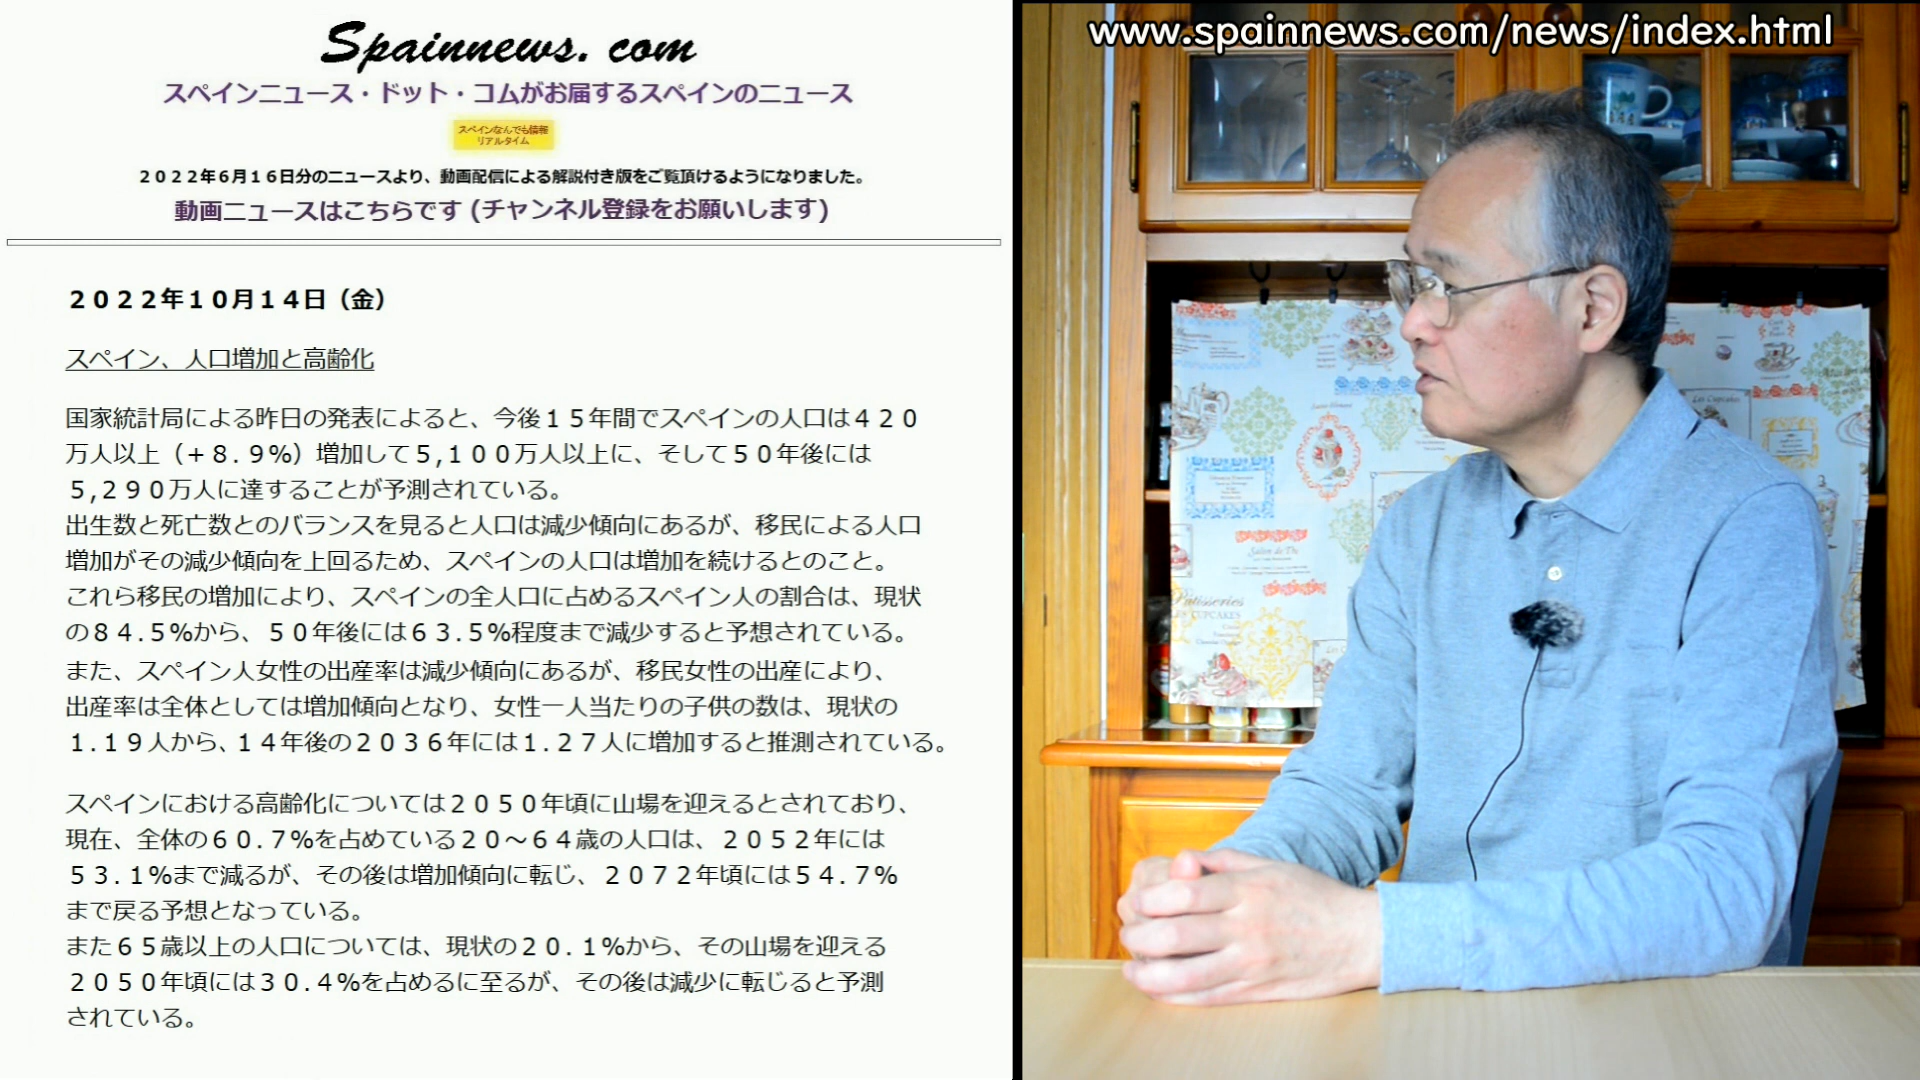 Spainnews. com
スペインニュース・ドット・コムがお届するスペインのニュース
スペインなんでも情報
リアルタイム
２０２２年６月１６日分のニュースより、動画配信による解説付き版をご覧頂けるようになりました。
動画ニュースはこちらです (チャンネル登録をお願いします)
２０２２年１０月１４日（金）
スペイン、人口増加と高齢化
国家統計局による昨日の発表によると、今後１５年間でスペインの人口は４２０
万人以上（＋８.９%）増加して５,１００万人以上に、そして５０年後には
５,２９０万人に達することが予測されている。
出生数と死亡数とのバランスを見ると人口は減少傾向にあるが、移民による人口
増加がその減少傾向を上回るため、スペインの人口は増加を続けるとのこと。
これら移民の増加により、スペインの全人口に占めるスペイン人の割合は、現状
の８４.５%から、５０年後には６３.５%程度まで減少すると予想されている。
また、スペイン人女性の出産率は減少傾向にあるが、移民女性の出産により、
出産率は全体としては増加傾向となり、女性一人当たりの子供の数は、現状の
１.１９人から、１４年後の２０３６年には１.２７人に増加すると推測されている。
スペインにおける高齢化については２０５０年頃に山場を迎えるとされており、
現在、全体の６０.７%を占めている２０～６４歳の人口は、２０５２年には
５３.１%まで減るが、その後は増加傾向に転じ、２０７２年頃には５４.７%
まで戻る予想となっている。
また６５歳以上の人口については、現状の２０.１%から、その山場を迎える
２０５０年頃には３０.４%を占めるに至るが、その後は減少に転じると予測
されている。
www.spainnews.com/news/index.html
Salon de Thé
Patisseries
CUPCAKES
Les Cupcakes